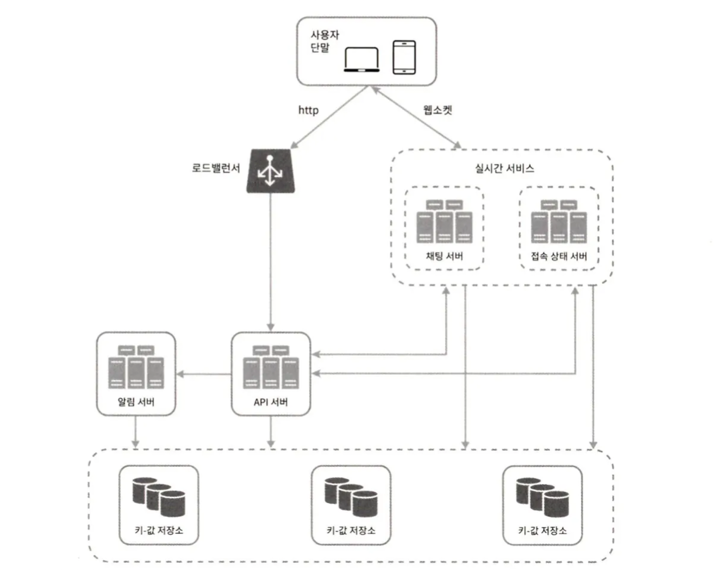 사용자
단말
http
웹소켓
로드밸런서
실시간 서비스
채팅 서버
접속 상태 서버
알림 서버
API 서버
키-값 저장소
키-값 저장소
키-값 저장소